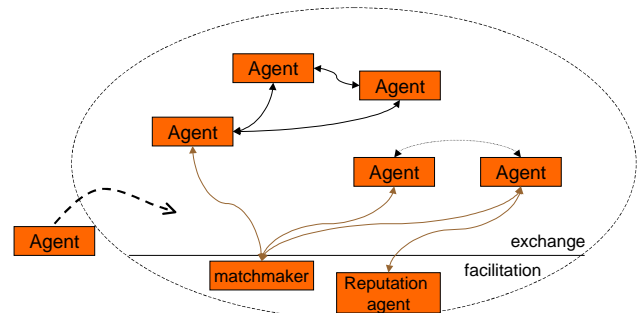 Agent
Agent
Agent
Agent
Agent
Agent
exchange
matchmaker
facilitation
Reputation
agent